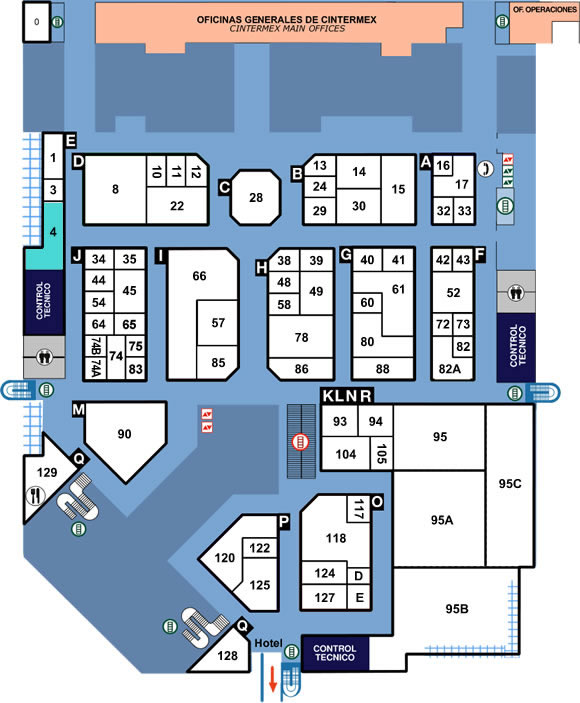 0
OFICINAS GENERALES DE CINTERMEX
CINTERMEX MAIN OFFICES
OF. OPERACIONES
E
1
3
4
CONTROL
TECNICO
D
8
10
11
12
22
C
28
B
13
14
15
24
29
30
A
16
17
32
33
J
34
35
44
45
54
64
65
74B
74A
74
75
83
I
66
57
85
H
38
39
48
49
58
78
86
G
40
41
61
60
80
88
F
42
43
52
72
73
82
82A
CONTROL
TECNICO
M
90
Q
129
K L N R
93
94
95
104
105
95C
95A
95B
P
120
122
125
O
117
118
124
D
127
E
Q
128
Hotel
CONTROL
TECNICO